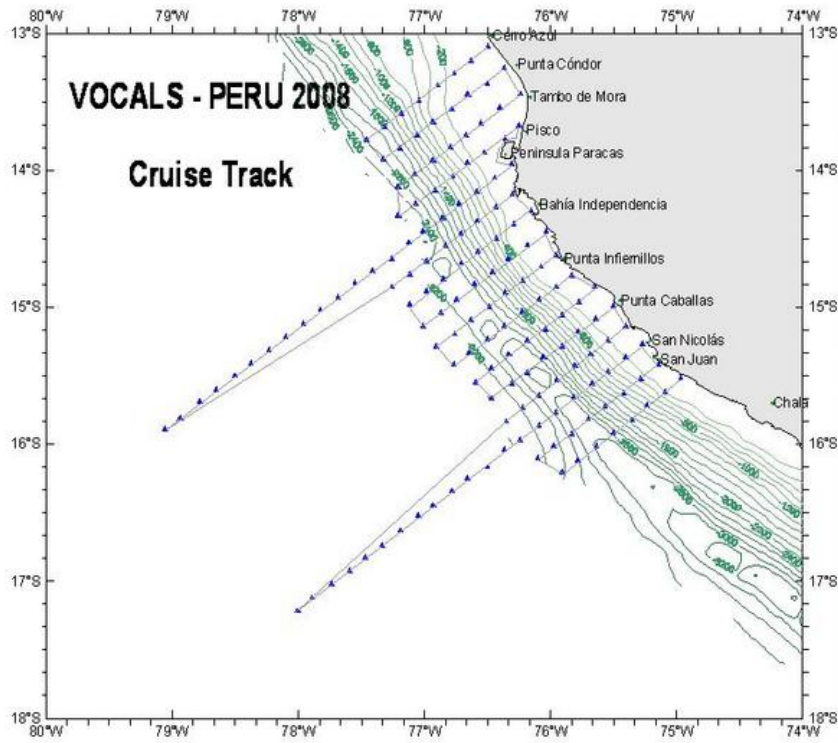 80°W 79°W 78°W 77°W 76°W 75°W 74°W
13°S 13°S
Cerro Azul
VOCALS - PERU 2008
Punta Cóndor
Tambo de Mora
Pisco
Peninsula Paracas
14°S 14°S
Cruise Track
Bahía Independencia
Punta Infiernillos
15°S 15°S
Punta Caballas
San Nicolás
San Juan
Chala
16°S 16°S
17°S 17°S
18°S 18°S
80°W 79°W 78°W 77°W 76°W 75°W 74°W